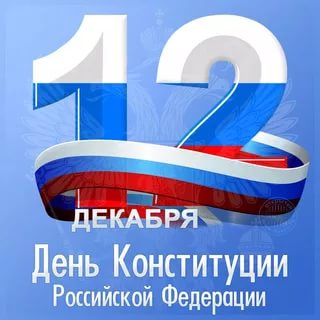 12
ДЕКАБРЯ
День Конституции
Российской Федерации